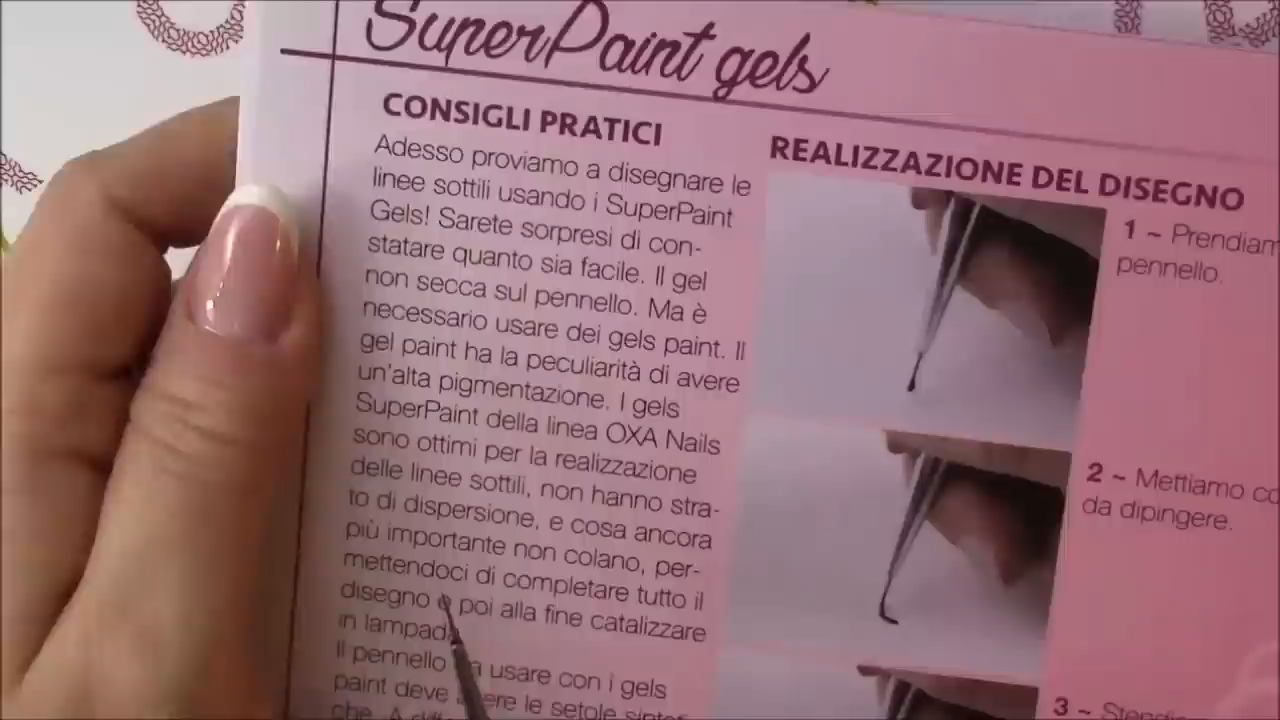 SuperPaint gels
CONSIGLI PRATICI
Adesso proviamo a disegnare le
linee sottili usando i SuperPaint
Gels! Sarete sorpresi di con-
statare quanto sia facile. Il gel
non secca sul pennello. Ma è
necessario usare dei gels paint. Il
gel paint ha la peculiarità di avere
un'alta pigmentazione. I gels
SuperPaint della linea OXA Nails
sono ottimi per la realizzazione
delle linee sottili, non hanno stra-
to di dispersione, e cosa ancora
più importante non colano, per-
mettendoci di completare tutto il
disegno e poi alla fine catalizzare
in lampada
Il pennello da usare con i gels
paint deve avere le setole sintet
che. A
REALIZZAZIONE DEL DISEGNO
1 ~ Prendiam
pennello.
2 ~ Mettiamo co
da dipingere.
3 ~ Stendi